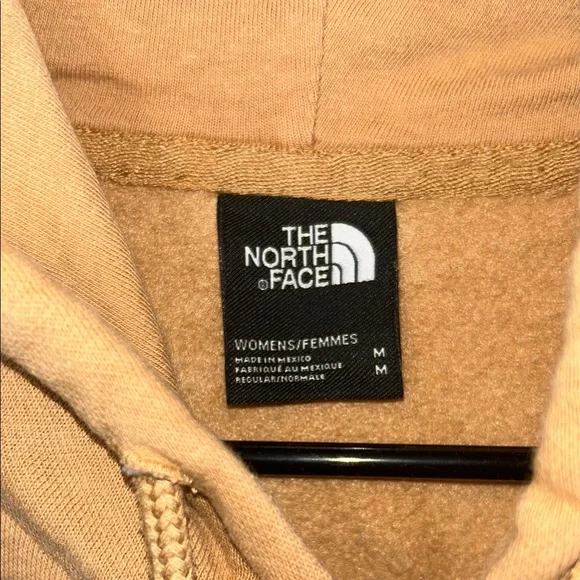 THE
NORTH
FACE
®
WOMENS/FEMMES
MADE IN MEXICO M
FABRIQUÉ AU MEXIQUE M
REGULAR/NORMALE